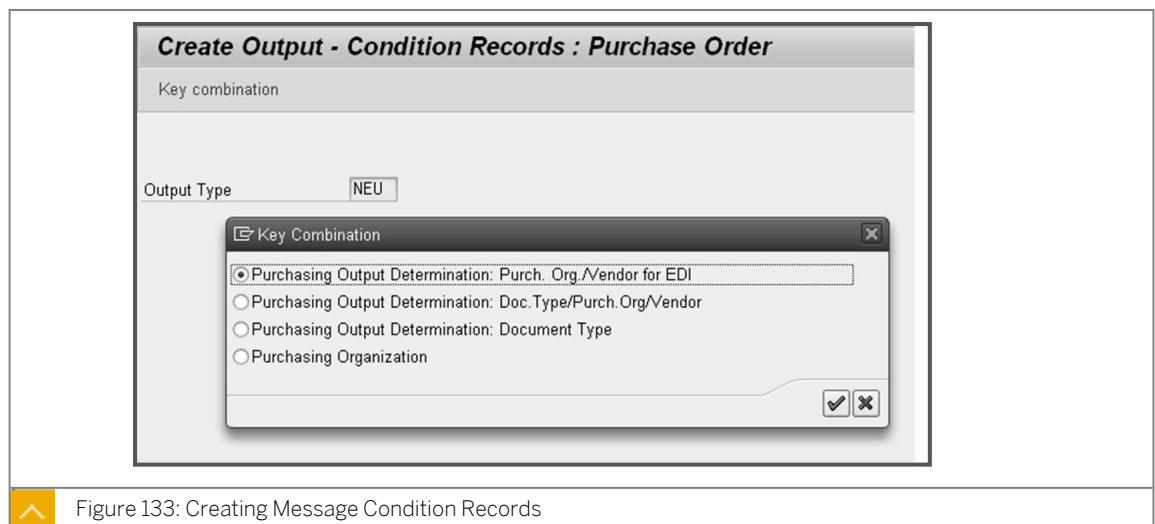 Create Output - Condition Records : Purchase Order
Key combination
Output Type NEU
Key Combination
Purchasing Output Determination: Purch. Org./Vendor for EDI
Purchasing Output Determination: Doc.Type/Purch.Org/Vendor
Purchasing Output Determination: Document Type
Purchasing Organization
Figure 133: Creating Message Condition Records